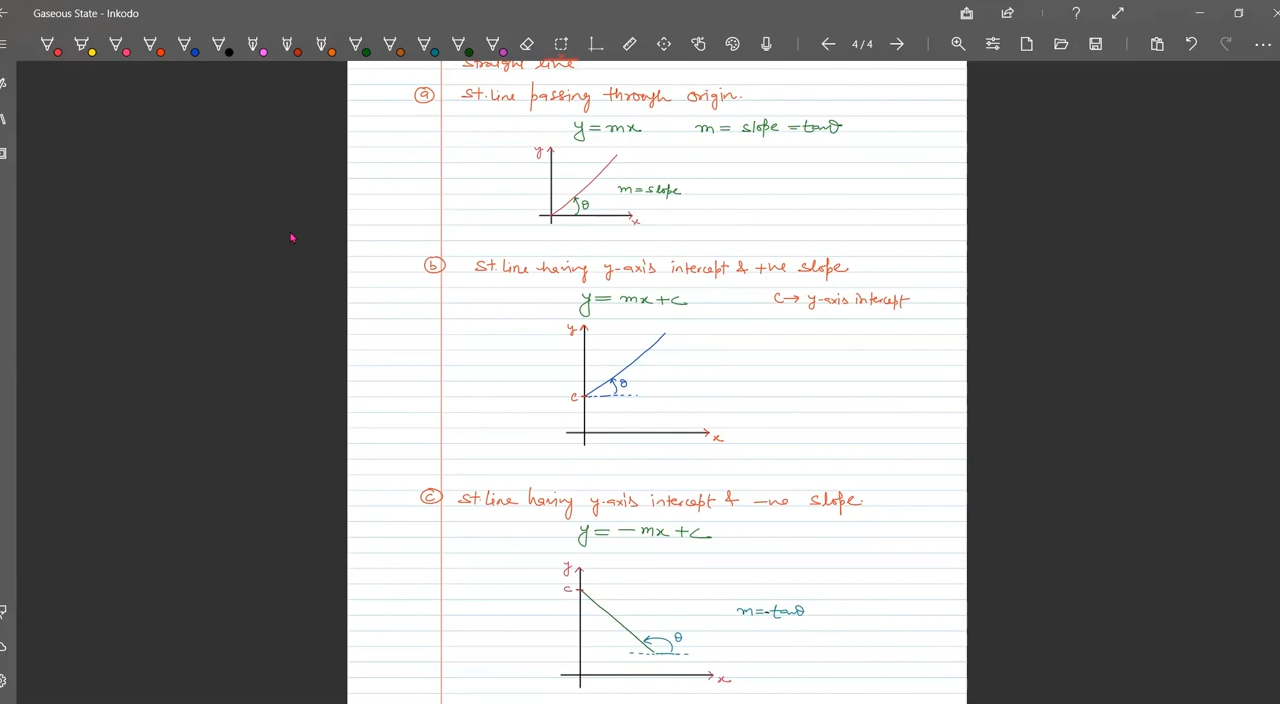 Gaseous State - Inkodo
4/4
straight line
(a) St. line passing through origin.
y = mx m = slope = tanθ
y
m = slope
θ
x
(b) St. line having y-axis intercept & +ve slope
y = mx + c c → y-axis intercept
y
θ
c
x
(c) St. line having y-axis intercept & -ve slope.
y = -mx + c
y
c
m = -tanθ
θ
x